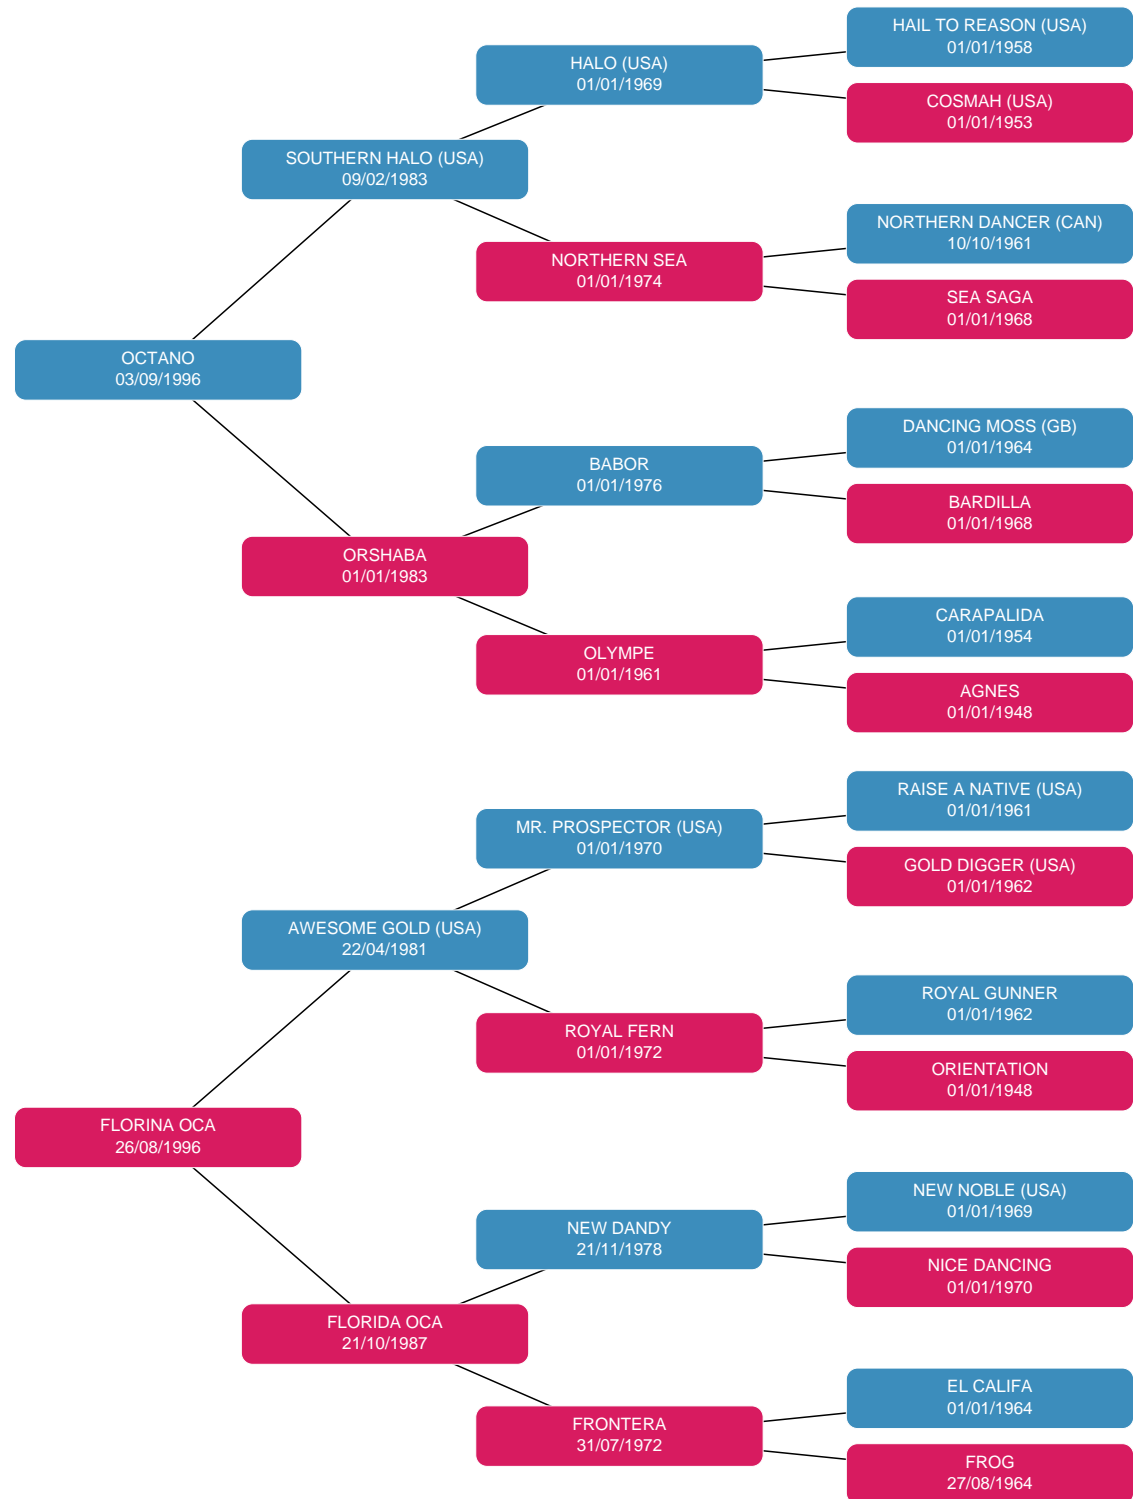 HAIL TO REASON (USA)
01/01/1958
HALO (USA)
01/01/1969
COSMAH (USA)
01/01/1953
SOUTHERN HALO (USA)
09/02/1983
NORTHERN DANCER (CAN)
10/10/1961
NORTHERN SEA
01/01/1974
SEA SAGA
01/01/1968
OCTANO
03/09/1996
DANCING MOSS (GB)
01/01/1964
BABOR
01/01/1976
BARDILLA
01/01/1968
ORSHABA
01/01/1983
CARAPALIDA
01/01/1954
OLYMPE
01/01/1961
AGNES
01/01/1948
RAISE A NATIVE (USA)
01/01/1961
MR. PROSPECTOR (USA)
01/01/1970
GOLD DIGGER (USA)
01/01/1962
AWESOME GOLD (USA)
22/04/1981
ROYAL GUNNER
01/01/1962
ROYAL FERN
01/01/1972
ORIENTATION
01/01/1948
FLORINA OCA
26/08/1996
NEW NOBLE (USA)
01/01/1969
NEW DANDY
21/11/1978
NICE DANCING
01/01/1970
FLORIDA OCA
21/10/1987
EL CALIFA
01/01/1964
FRONTERA
31/07/1972
FROG
27/08/1964